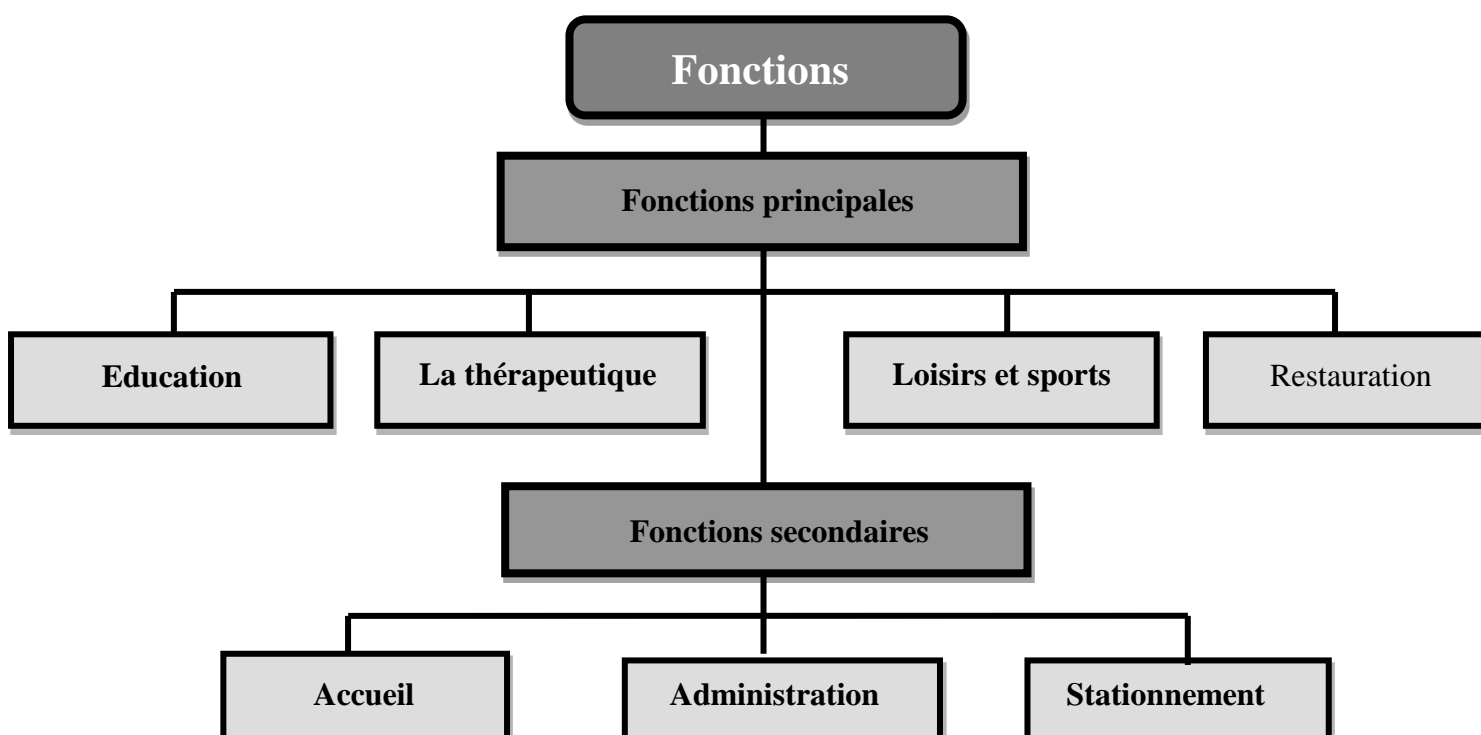 Fonctions
Fonctions principales
Education
La thérapeutique
Loisirs et sports
Restauration
Fonctions secondaires
Accueil
Administration
Stationnement